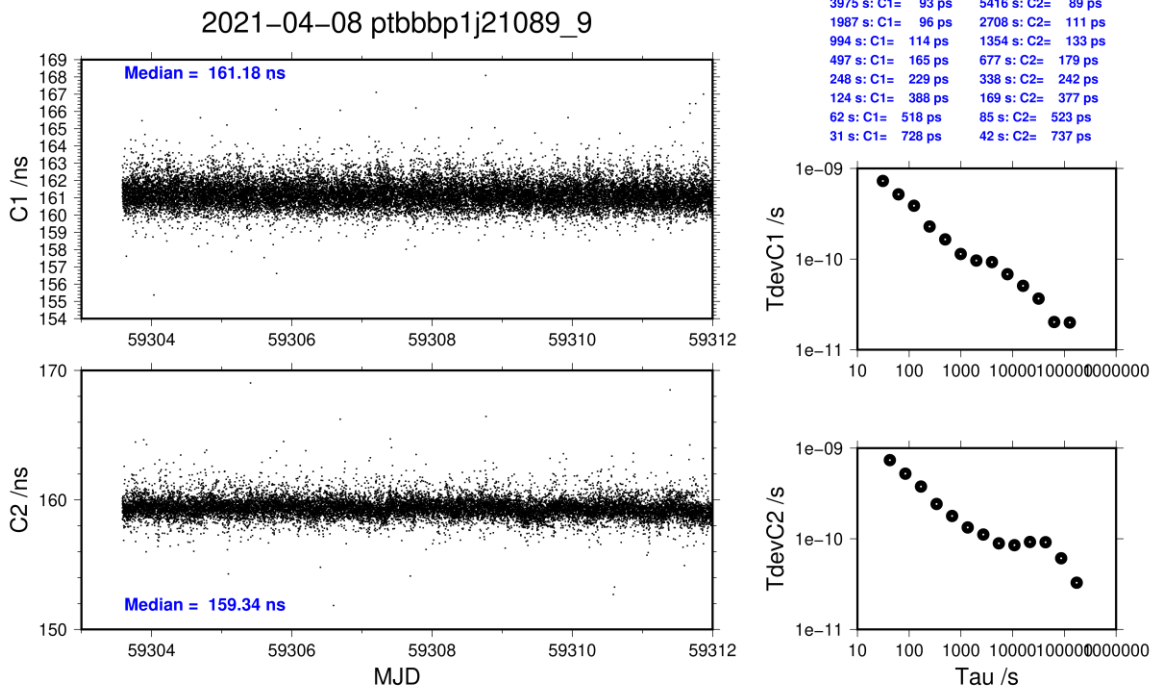 2021−04−08 ptbbbp1j21089_9
3975 s: C1= 93 ps 5416 s: C2= 89 ps
1987 s: C1= 96 ps 2708 s: C2= 111 ps
994 s: C1= 114 ps 1354 s: C2= 133 ps
497 s: C1= 165 ps 677 s: C2= 179 ps
248 s: C1= 229 ps 338 s: C2= 242 ps
124 s: C1= 388 ps 169 s: C2= 377 ps
62 s: C1= 518 ps 85 s: C2= 523 ps
31 s: C1= 728 ps 42 s: C2= 737 ps
C1 /ns
169
168
167
166
165
164
163
162
161
160
159
158
157
156
155
154
Median = 161.18 ns
59304 59306 59308 59310 59312
TdevC1 /s
1e−09
1e−10
1e−11
10 100 1000 10000 100000 1000000
C2 /ns
170
160
150
Median = 159.34 ns
59304 59306 59308 59310 59312
MJD
TdevC2 /s
1e−09
1e−10
1e−11
10 100 1000 10000 100000 1000000
Tau /s